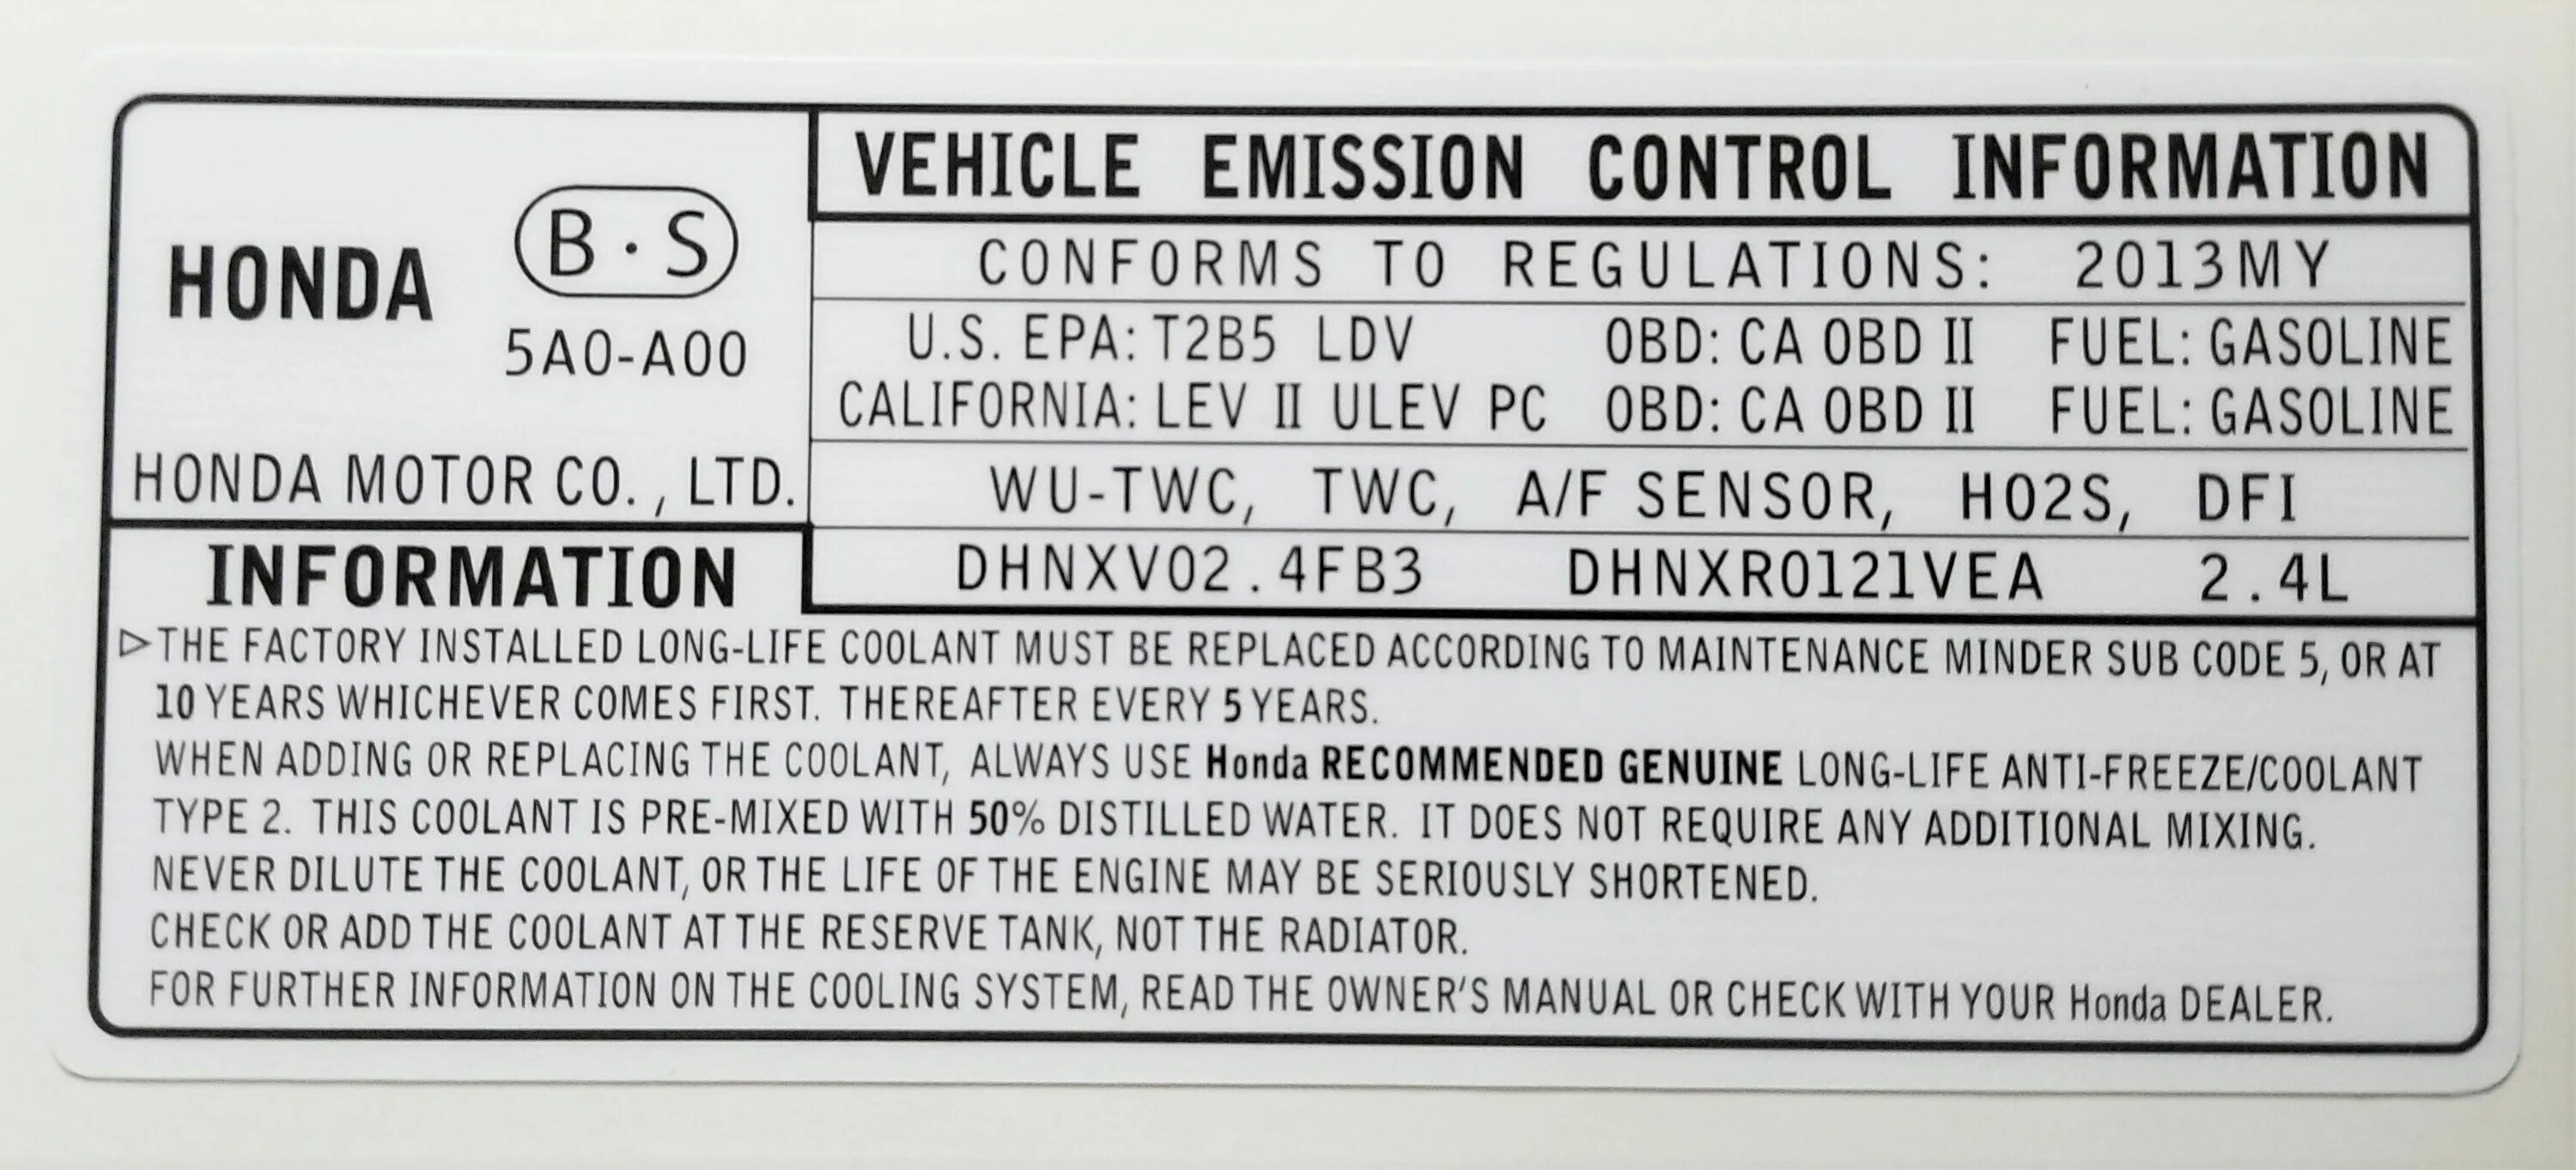 VEHICLE EMISSION CONTROL INFORMATION
HONDA
B·S
5A0-A00
HONDA MOTOR CO., LTD.
CONFORMS TO REGULATIONS: 2013MY
U.S. EPA: T2B5 LDV OBD: CA OBD II FUEL: GASOLINE
CALIFORNIA: LEV II ULEV PC OBD: CA OBD II FUEL: GASOLINE
WU-TWC, TWC, A/F SENSOR, HO2S, DFI
DHNXV02.4FB3 DHNXR0121VEA 2.4L
INFORMATION
▷THE FACTORY INSTALLED LONG-LIFE COOLANT MUST BE REPLACED ACCORDING TO MAINTENANCE MINDER SUB CODE 5, OR AT
10 YEARS WHICHEVER COMES FIRST. THEREAFTER EVERY 5 YEARS.
WHEN ADDING OR REPLACING THE COOLANT, ALWAYS USE Honda RECOMMENDED GENUINE LONG-LIFE ANTI-FREEZE/COOLANT
TYPE 2. THIS COOLANT IS PRE-MIXED WITH 50% DISTILLED WATER. IT DOES NOT REQUIRE ANY ADDITIONAL MIXING.
NEVER DILUTE THE COOLANT, OR THE LIFE OF THE ENGINE MAY BE SERIOUSLY SHORTENED.
CHECK OR ADD THE COOLANT AT THE RESERVE TANK, NOT THE RADIATOR.
FOR FURTHER INFORMATION ON THE COOLING SYSTEM, READ THE OWNER'S MANUAL OR CHECK WITH YOUR Honda DEALER.